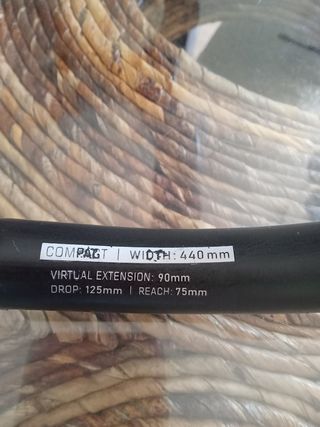 COMPACT | WIDTH: 440mm
VIRTUAL EXTENSION: 90mm
DROP: 125mm | REACH: 75mm